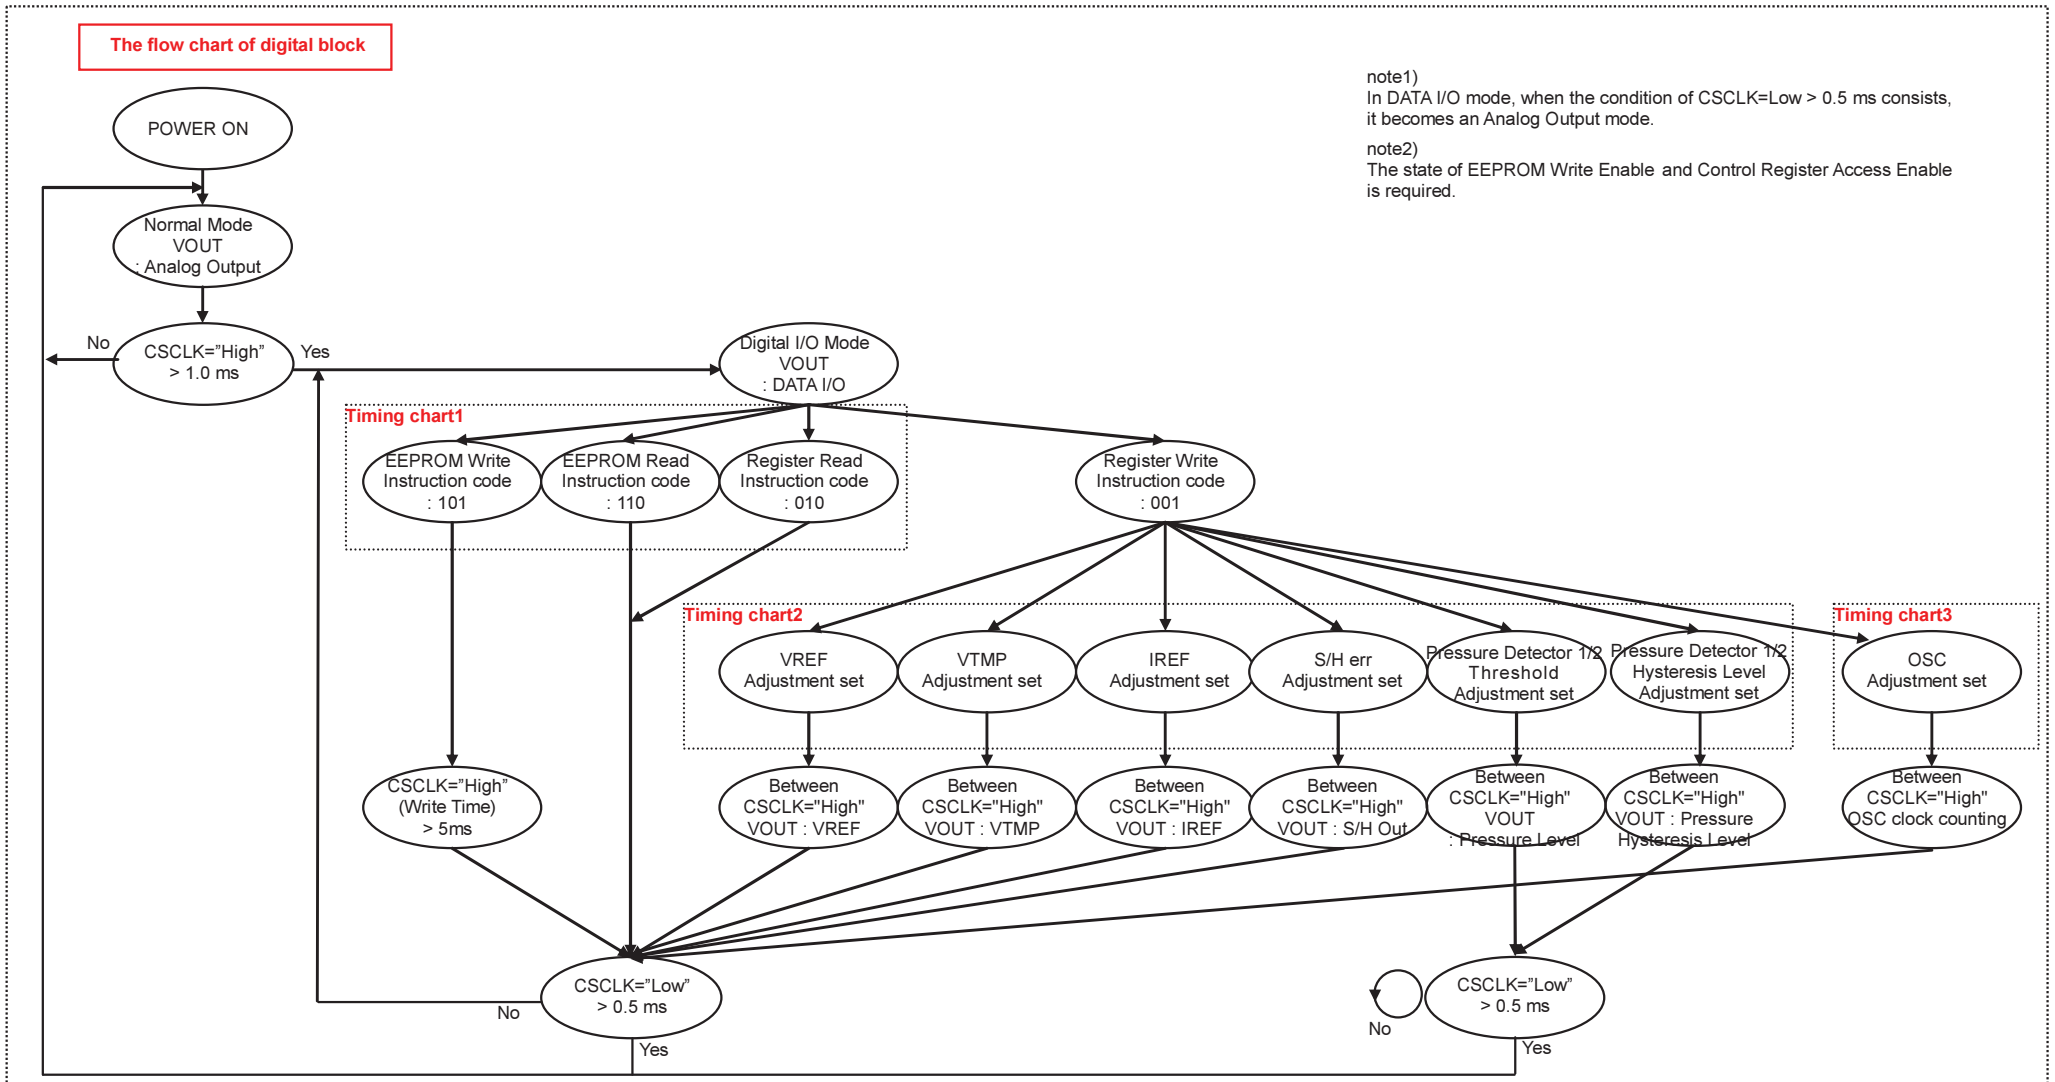 The flow chart of digital block
note1)
In DATA I/O mode, when the condition of CSCLK=Low > 0.5 ms consists,
it becomes an Analog Output mode.
note2)
The state of EEPROM Write Enable and Control Register Access Enable
is required.
POWER ON
Normal Mode
VOUT
: Analog Output
No
CSCLK=”High”
> 1.0 ms
Yes
Digital I/O Mode
VOUT
: DATA I/O
Timing chart1
EEPROM Write
Instruction code
: 101
EEPROM Read
Instruction code
: 110
Register Read
Instruction code
: 010
Register Write
Instruction code
: 001
Timing chart2
Timing chart3
VREF
Adjustment set
VTMP
Adjustment set
IREF
Adjustment set
S/H err
Adjustment set
Pressure Detector 1/2
Threshold
Adjustment set
Pressure Detector 1/2
Hysteresis Level
Adjustment set
OSC
Adjustment set
CSCLK=”High”
(Write Time)
> 5ms
Between
CSCLK="High"
VOUT : VREF
Between
CSCLK="High"
VOUT : VTMP
Between
CSCLK="High"
VOUT : IREF
Between
CSCLK="High"
VOUT : S/H Out
Between
CSCLK="High"
VOUT
: Pressure Level
Between
CSCLK="High"
VOUT : Pressure
Hysteresis Level
Between
CSCLK="High"
OSC clock counting
CSCLK=”Low”
> 0.5 ms
No
Yes
CSCLK=”Low”
> 0.5 ms
No
Yes